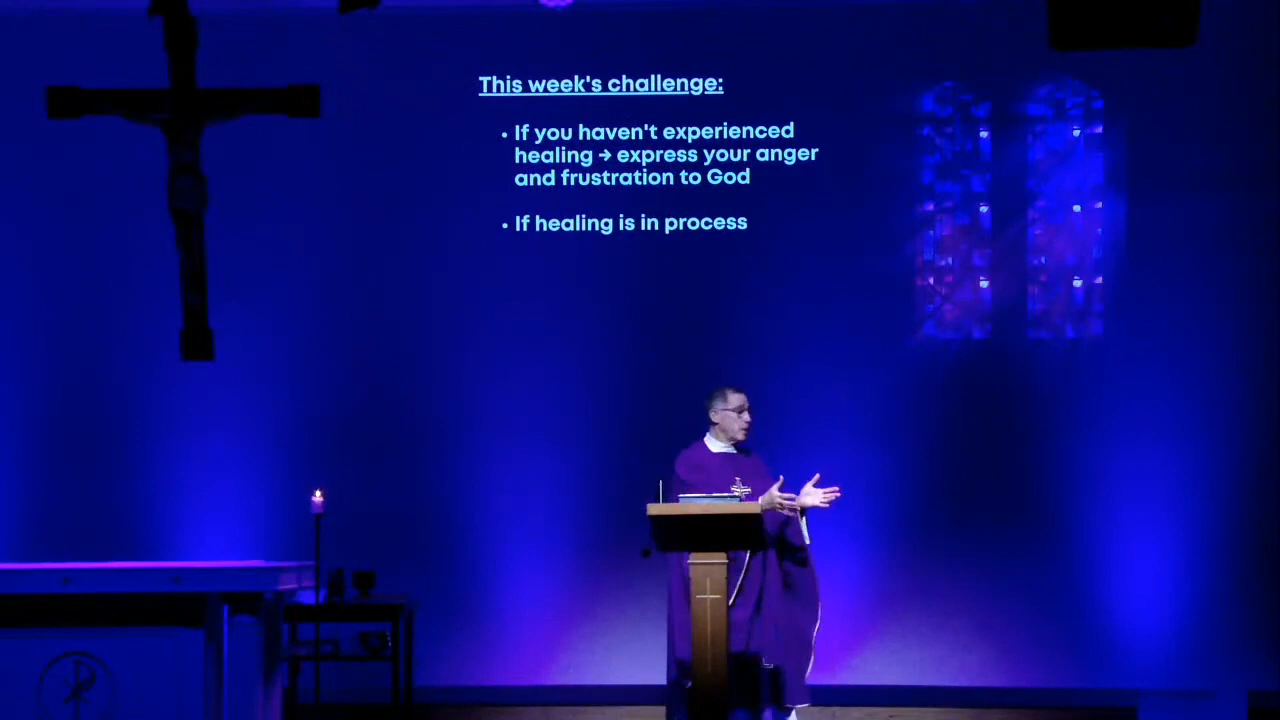 This week's challenge:
• If you haven't experienced
healing → express your anger
and frustration to God
• If healing is in process